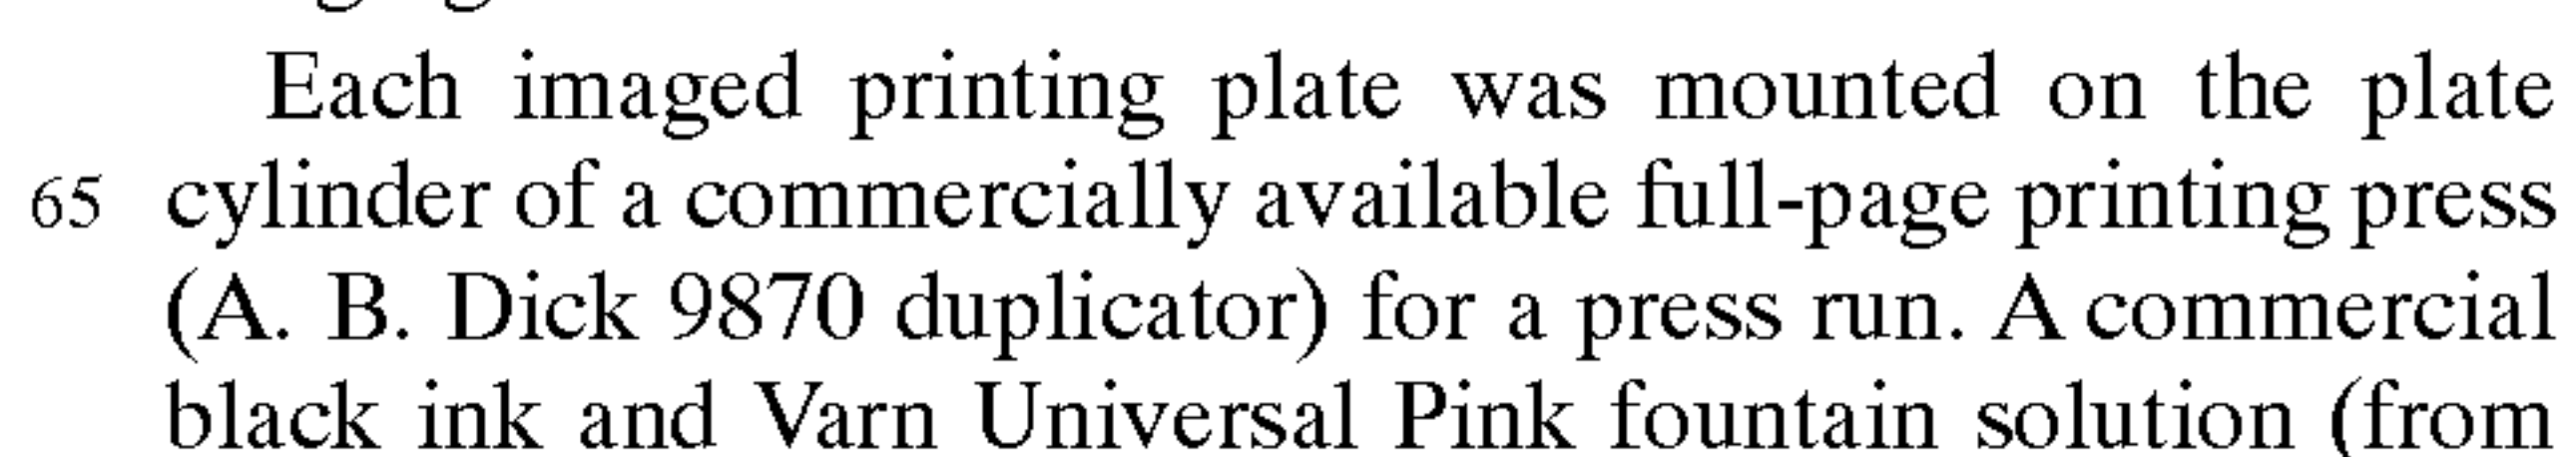 Each imaged printing plate was mounted on the plate
65 cylinder of a commercially available full-page printing press
(A. B. Dick 9870 duplicator) for a press run. A commercial
black ink and Varn Universal Pink fountain solution (from